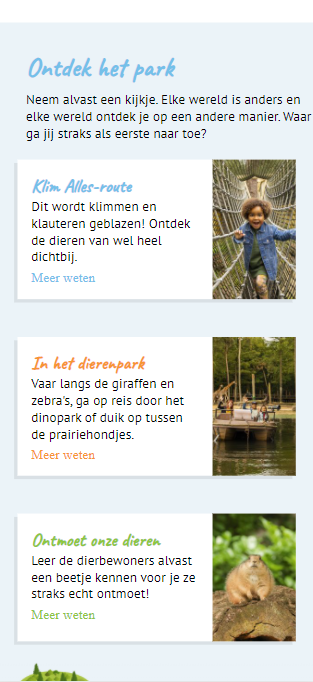 Ontdek het park
Neem alvast een kijkje. Elke wereld is anders en
elke wereld ontdek je op een andere manier. Waar
ga jij straks als eerste naar toe?
Klim Alles-route
Dit wordt klimmen en
klauteren geblazen! Ontdek
de dieren van wel heel
dichtbij.
Meer weten
In het dierenpark
Vaar langs de giraffen en
zebra's, ga op reis door het
dinopark of duik op tussen
de prairiehondjes.
Meer weten
Ontmoet onze dieren
Leer de dierbewoners alvast
een beetje kennen voor je ze
straks echt ontmoet!
Meer weten